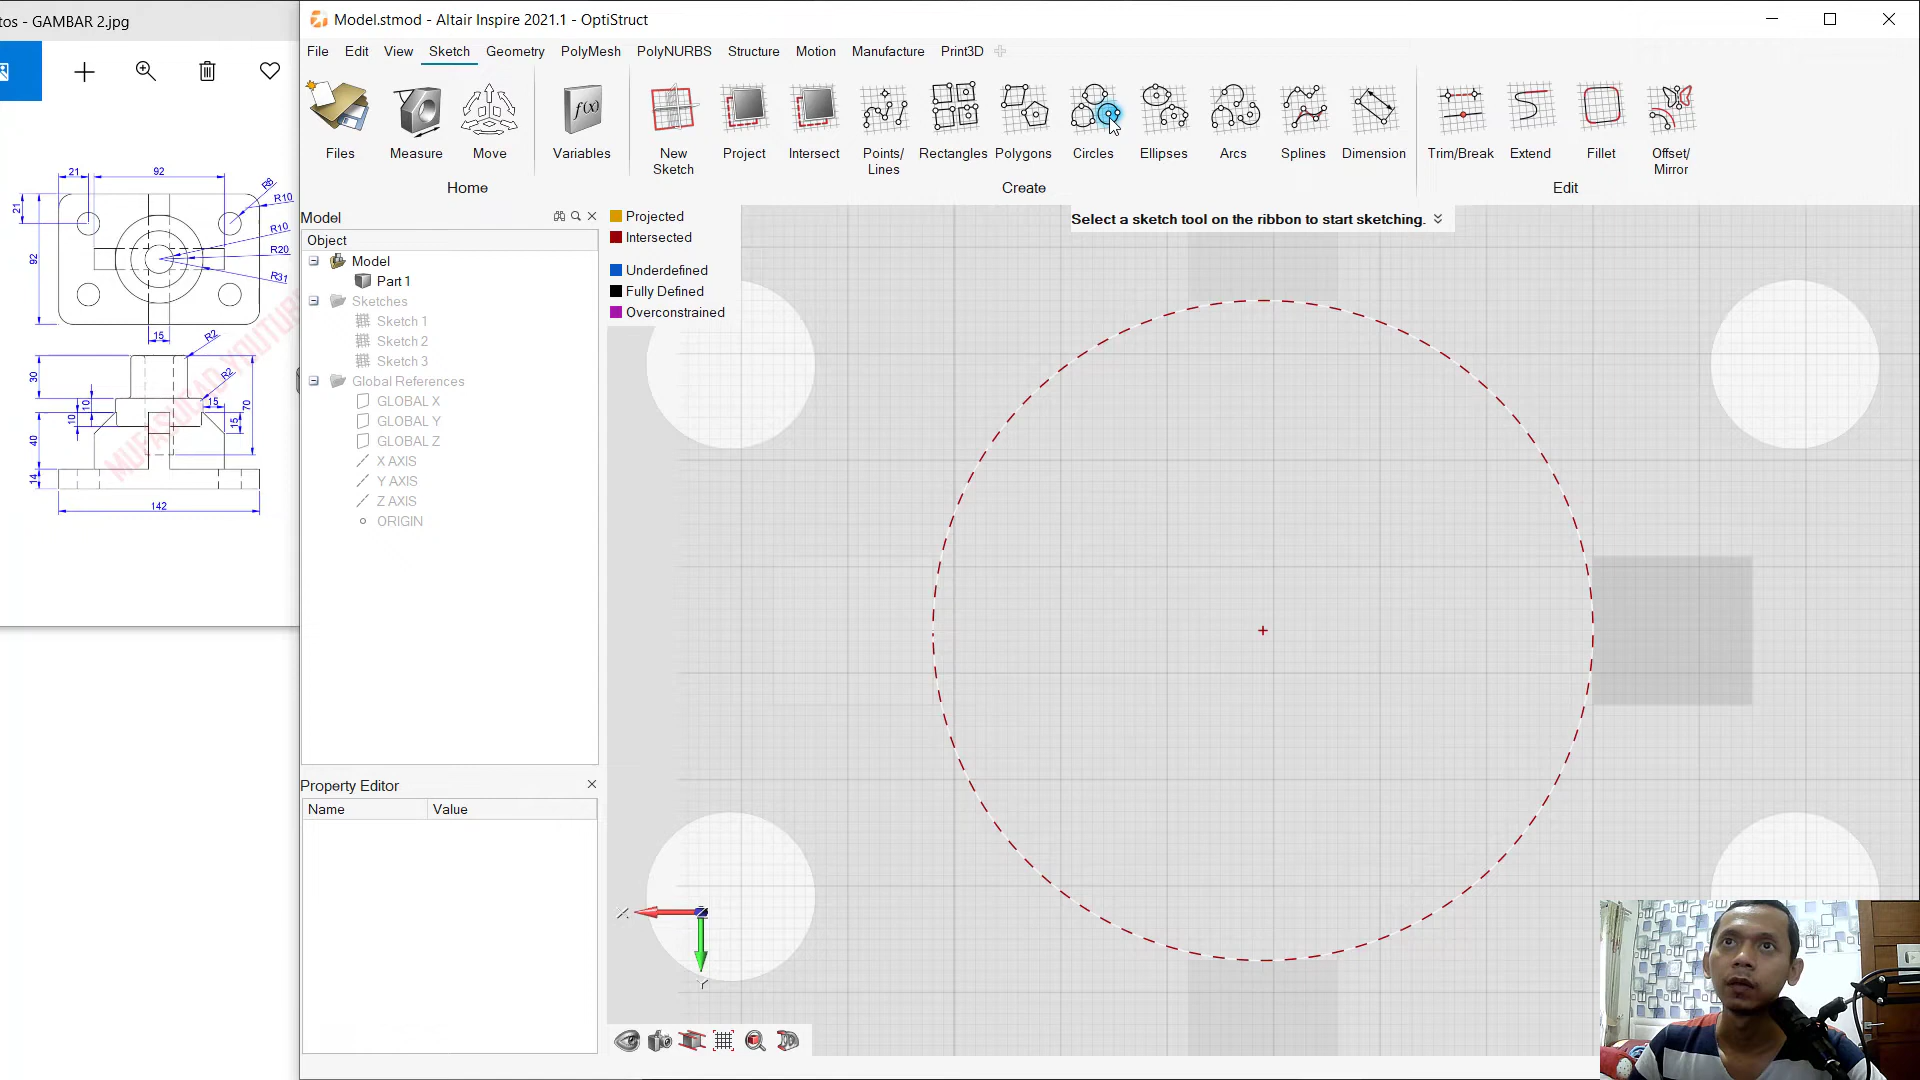 tos - GAMBAR 2.jpg
Model.stmod - Altair Inspire 2021.1 - OptiStruct
File Edit View Sketch Geometry PolyMesh PolyNURBS Structure Motion Manufacture Print3D
f(x)
Files Measure Move Variables New Sketch Project Intersect Points/ Lines Rectangles Polygons Circles Ellipses Arcs Splines Dimension Trim/Break Extend Fillet Offset/ Mirror
Home Create Edit
Select a sketch tool on the ribbon to start sketching.
Model
Object
Model
Part 1
Sketches
Sketch 1
Sketch 2
Sketch 3
Global References
GLOBAL X
GLOBAL Y
GLOBAL Z
X AXIS
Y AXIS
Z AXIS
ORIGIN
Projected
Intersected
Underdefined
Fully Defined
Overconstrained
Property Editor
Name Value
X
Y
21 92
R8
R10
21
R10
R20
R31
92
15
R2
R2
30
10
10
15
15
70
40
14
142